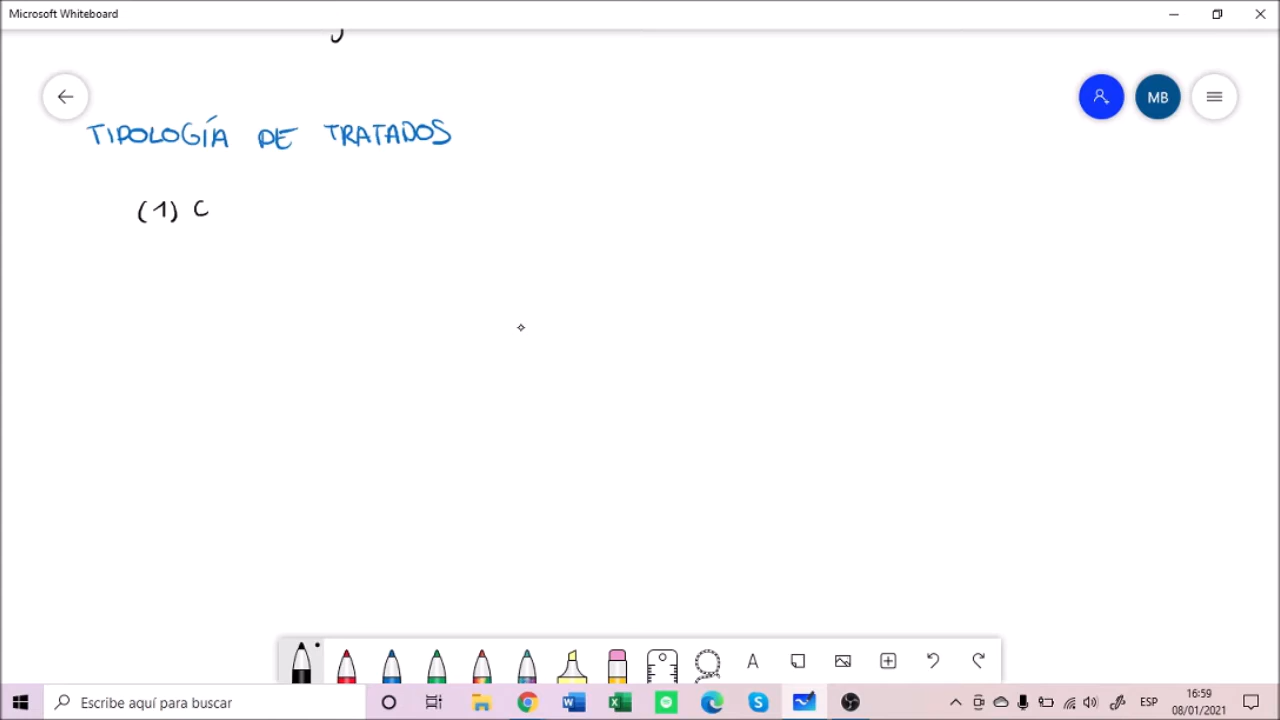 Microsoft Whiteboard
MB
TIPOLOGÍA DE TRATADOS
(1) C
A
Escribe aquí para buscar
ESP
16:59
08/01/2021